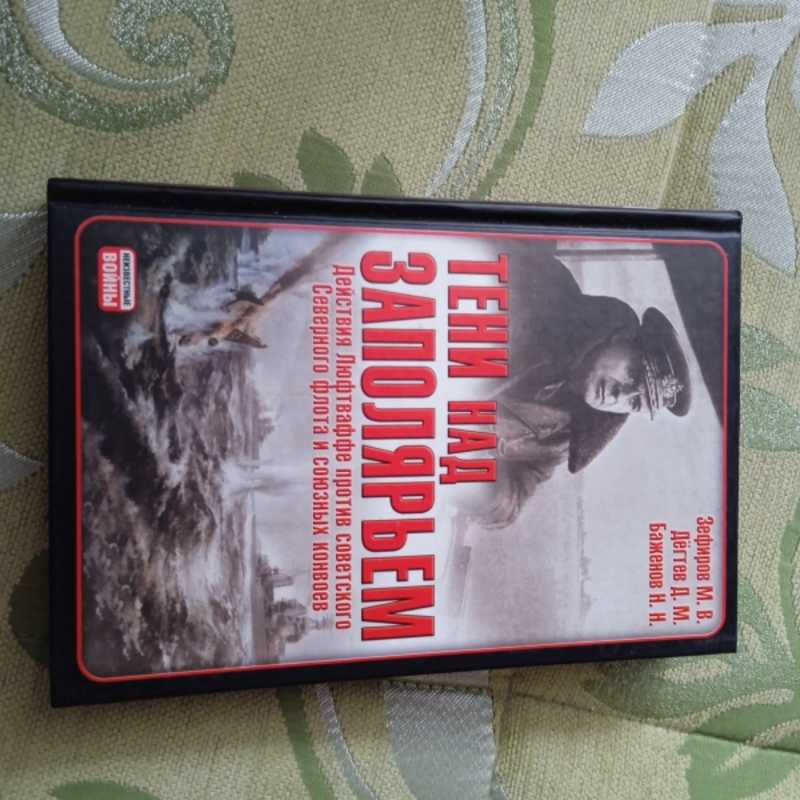 Зефиров М. В.
Дёгтев Д. М.
Баженов Н. Н.
ТЕНИ НАД
ЗАПОЛЯРЬЕМ
Действия Люфтваффе против советского
Северного флота и союзных конвоев
НЕИЗВЕСТНЫЕ
ВОЙНЫ